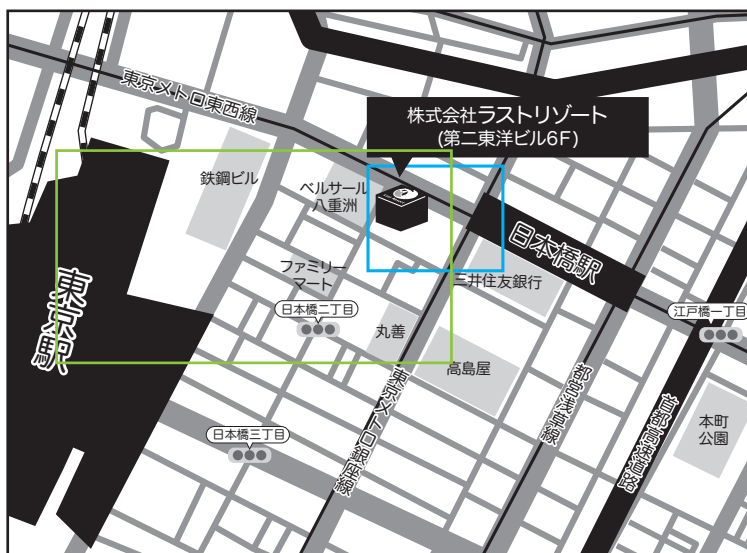 東京メトロ東西線
株式会社ラストリゾート
(第二東洋ビル6F)
鉄鋼ビル
ベルサール
八重洲
日本橋駅
東京駅
ファミリー
マート
三井住友銀行
日本橋二丁目
丸善
江戸橋一丁目
高島屋
東京メトロ銀座線
都営浅草線
首都高速道路
本町
公園
日本橋三丁目